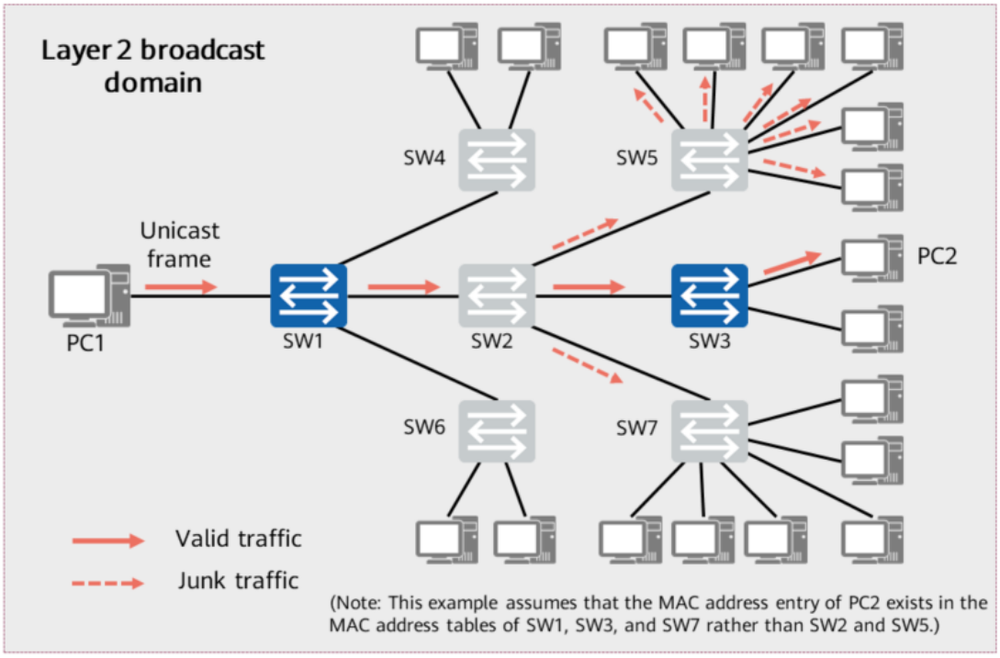 Layer 2 broadcast
domain
SW4
SW5
Unicast
frame
PC2
PC1
SW1
SW2
SW3
SW6
SW7
Valid traffic
Junk traffic
(Note: This example assumes that the MAC address entry of PC2 exists in the
MAC address tables of SW1, SW3, and SW7 rather than SW2 and SW5.)